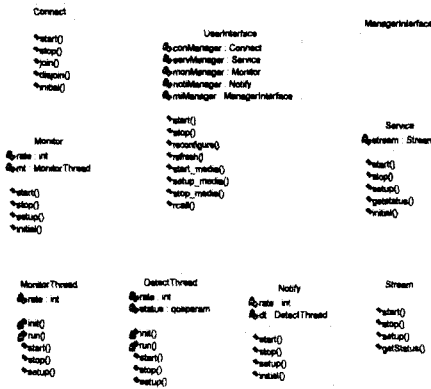 Connect
start()
stop()
join()
disjoin()
initial()
UserInterface
conManager : Connect
servManager : Service
monManager : Monitor
notiManager : Notify
miManager : ManagerInterface
start()
stop()
reconfigure()
refresh()
start_media()
setup_media()
stop_media()
rcall()
ManagerInterface
Monitor
rate : int
mt : MonitorThread
start()
stop()
setup()
initial()
Service
stream : Stream
start()
stop()
setup()
getstatus()
initial()
MonitorThread
rate : int
init()
run()
start()
stop()
setup()
DetectThread
rate : int
status : qosparam
init()
run()
start()
stop()
setup()
Notify
rate : int
dt : DetectThread
start()
stop()
setup()
initial()
Stream
start()
stop()
setup()
getStatus()